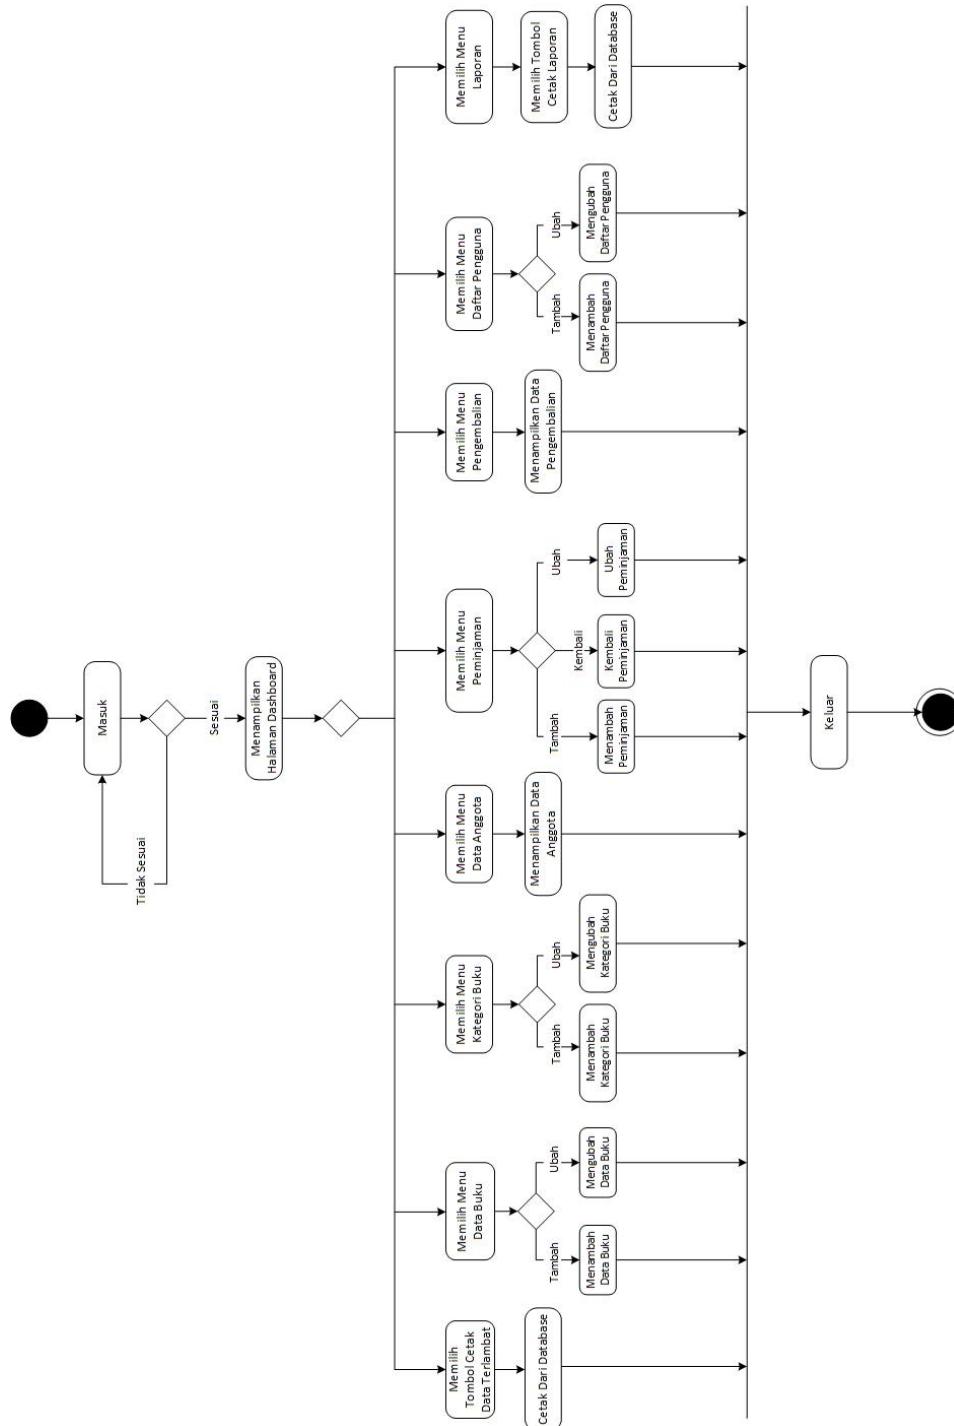 Masuk
Tidak Sesuai
Sesuai
Menampilkan
Halaman Dashboard
Memilih
Tombol Cetak
Data Terlambat
Cetak Dari Database
Memilih Menu
Data Buku
Tambah
Ubah
Menambah
Data Buku
Mengubah
Data Buku
Memilih Menu
Kategori Buku
Tambah
Ubah
Menambah
Kategori Buku
Mengubah
Kategori Buku
Memilih Menu
Data Anggota
Menampilkan Data
Anggota
Memilih Menu
Peminjaman
Tambah
Kembali
Ubah
Menambah
Peminjaman
Kembali
Peminjaman
Ubah
Peminjaman
Memilih Menu
Pengembalian
Menampilkan Data
Pengembalian
Memilih Menu
Daftar Pengguna
Tambah
Ubah
Menambah
Daftar Pengguna
Mengubah
Daftar Pengguna
Memilih Menu
Laporan
Memilih Tombol
Cetak Laporan
Cetak Dari Database
Keluar